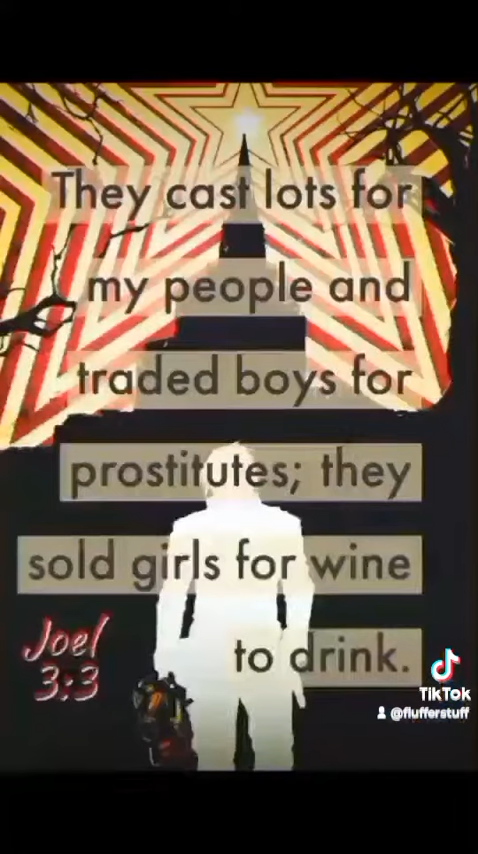 They cast lots for
my people and
traded boys for
prostitutes; they
sold girls for wine
to drink.
Joel
3:3
TikTok
@flufferstuff